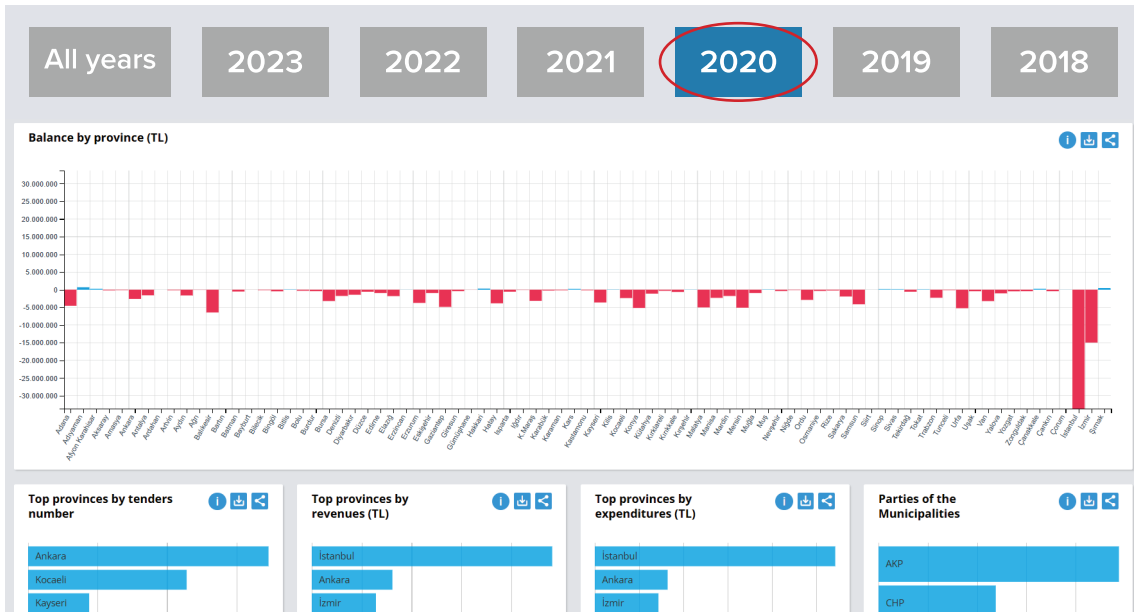 All years 2023 2022 2021 2020 2019 2018
Balance by province (TL)
30.000.000
25.000.000
20.000.000
15.000.000
10.000.000
5.000.000
0
-5.000.000
-10.000.000
-15.000.000
-20.000.000
-25.000.000
-30.000.000
Adana
Adıyaman
Afyon Karahisar
Aksaray
Amasya
Ankara
Antalya
Ardahan
Artvin
Aydın
Ağrı
Balıkesir
Bartın
Batman
Bayburt
Bilecik
Bingöl
Bitlis
Bolu
Burdur
Bursa
Denizli
Diyarbakır
Düzce
Edirne
Elazığ
Erzincan
Erzurum
Eskişehir
Gaziantep
Giresun
Gümüşhane
Hakkari
Hatay
Isparta
Iğdır
K.Maraş
Karabük
Karaman
Kars
Kastamonu
Kayseri
Kilis
Kocaeli
Konya
Kütahya
Kırklareli
Kırıkkale
Kırşehir
Malatya
Manisa
Mardin
Mersin
Muğla
Muş
Nevşehir
Niğde
Ordu
Osmaniye
Rize
Sakarya
Samsun
Siirt
Sinop
Sivas
Tekirdağ
Tokat
Trabzon
Tunceli
Urfa
Uşak
Van
Yalova
Yozgat
Zonguldak
Çanakkale
Çankırı
Çorum
İstanbul
İzmir
Şırnak
Top provinces by tenders
number
Ankara
Kocaeli
Kayseri
Top provinces by
revenues (TL)
İstanbul
Ankara
İzmir
Top provinces by
expenditures (TL)
İstanbul
Ankara
İzmir
Parties of the
Municipalities
AKP
CHP